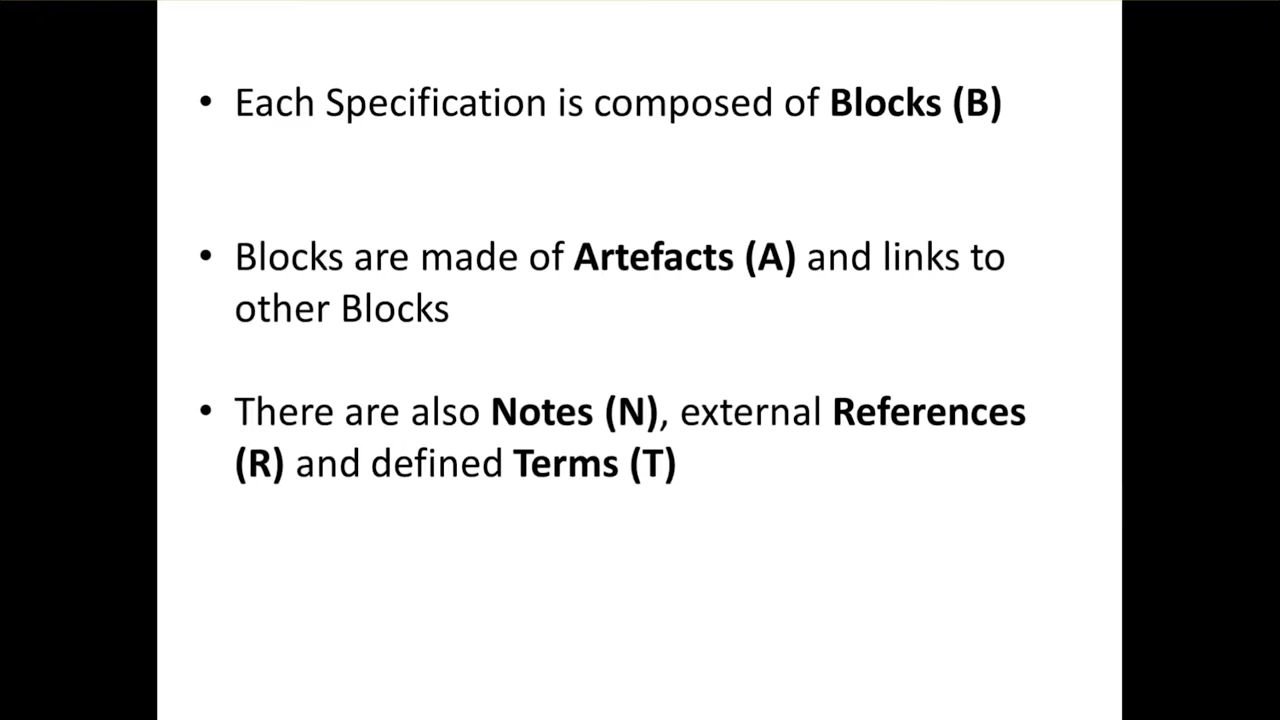 • Each Specification is composed of Blocks (B)
• Blocks are made of Artefacts (A) and links to
other Blocks
• There are also Notes (N), external References
(R) and defined Terms (T)